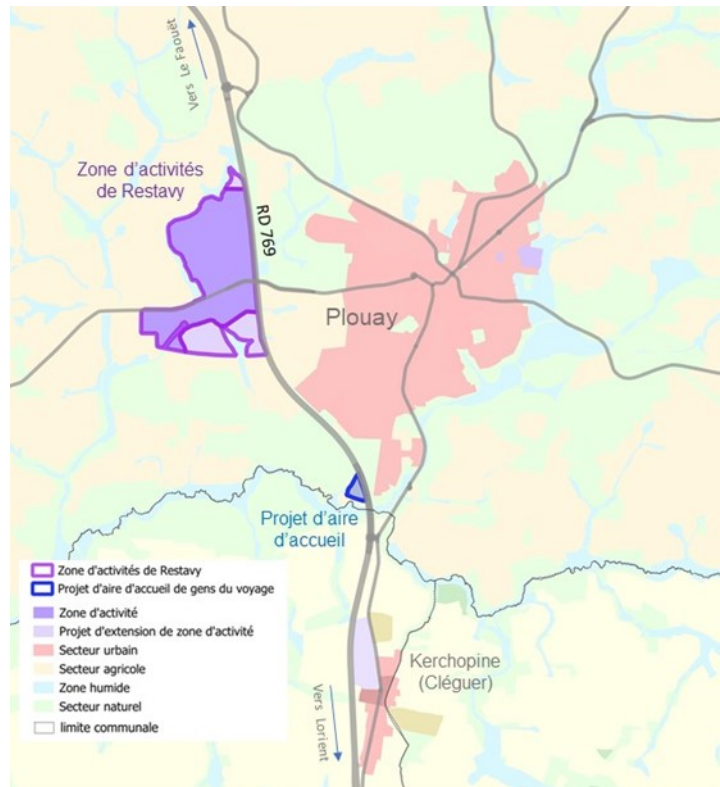 Vers Le Faouët
Zone d'activités
de Restavy
RD 769
Plouay
Projet d'aire
d'accueil
Zone d'activités de Restavy
Projet d'aire d'accueil de gens du voyage
Zone d'activité
Projet d'extension de zone d'activité
Secteur urbain
Secteur agricole
Zone humide
Secteur naturel
limite communale
Kerchopine
(Cléguer)
Vers Lorient